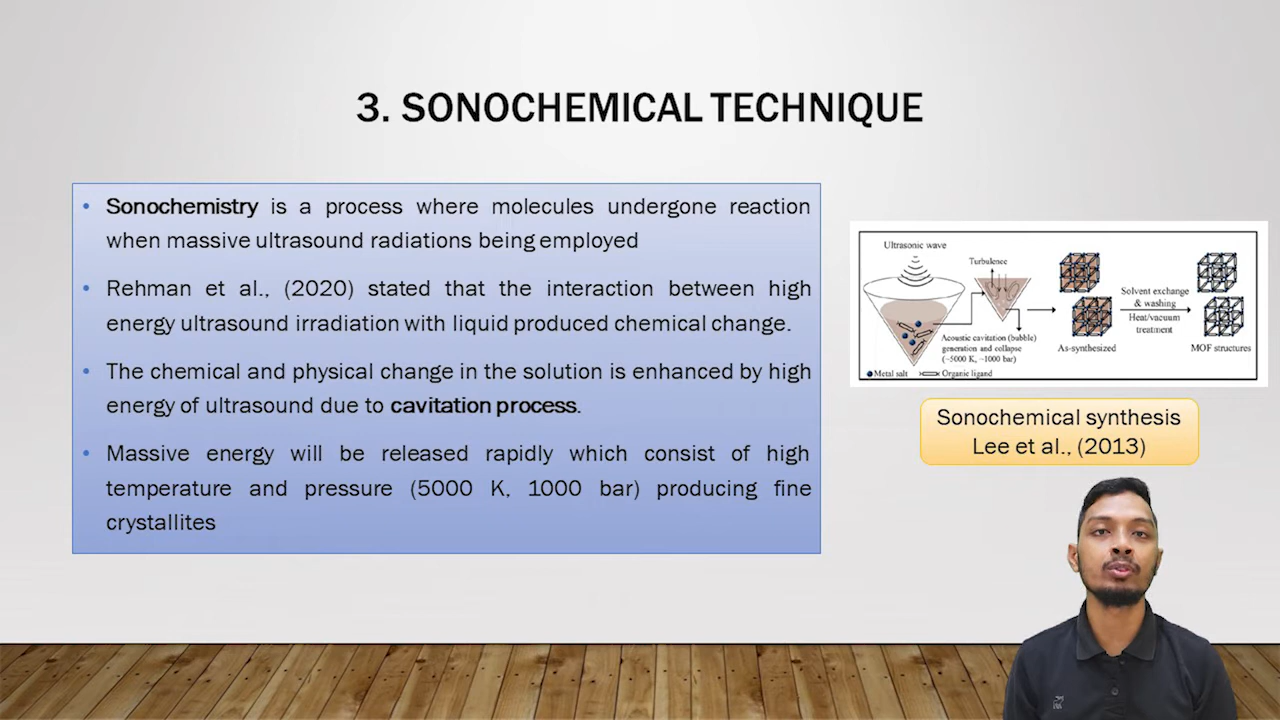 3. SONOCHEMICAL TECHNIQUE
• Sonochemistry is a process where molecules undergone reaction
when massive ultrasound radiations being employed
• Rehman et al., (2020) stated that the interaction between high
energy ultrasound irradiation with liquid produced chemical change.
• The chemical and physical change in the solution is enhanced by high
energy of ultrasound due to cavitation process.
• Massive energy will be released rapidly which consist of high
temperature and pressure (5000 K, 1000 bar) producing fine
crystallites
Ultrasonic wave
Turbulence
Acoustic cavitation (bubble)
generation and collapse
(~5000 K, ~1000 bar)
Metal salt
Organic ligand
As-synthesized
Solvent exchange
& washing
Heat/vacuum
treatment
MOF structures
Sonochemical synthesis
Lee et al., (2013)